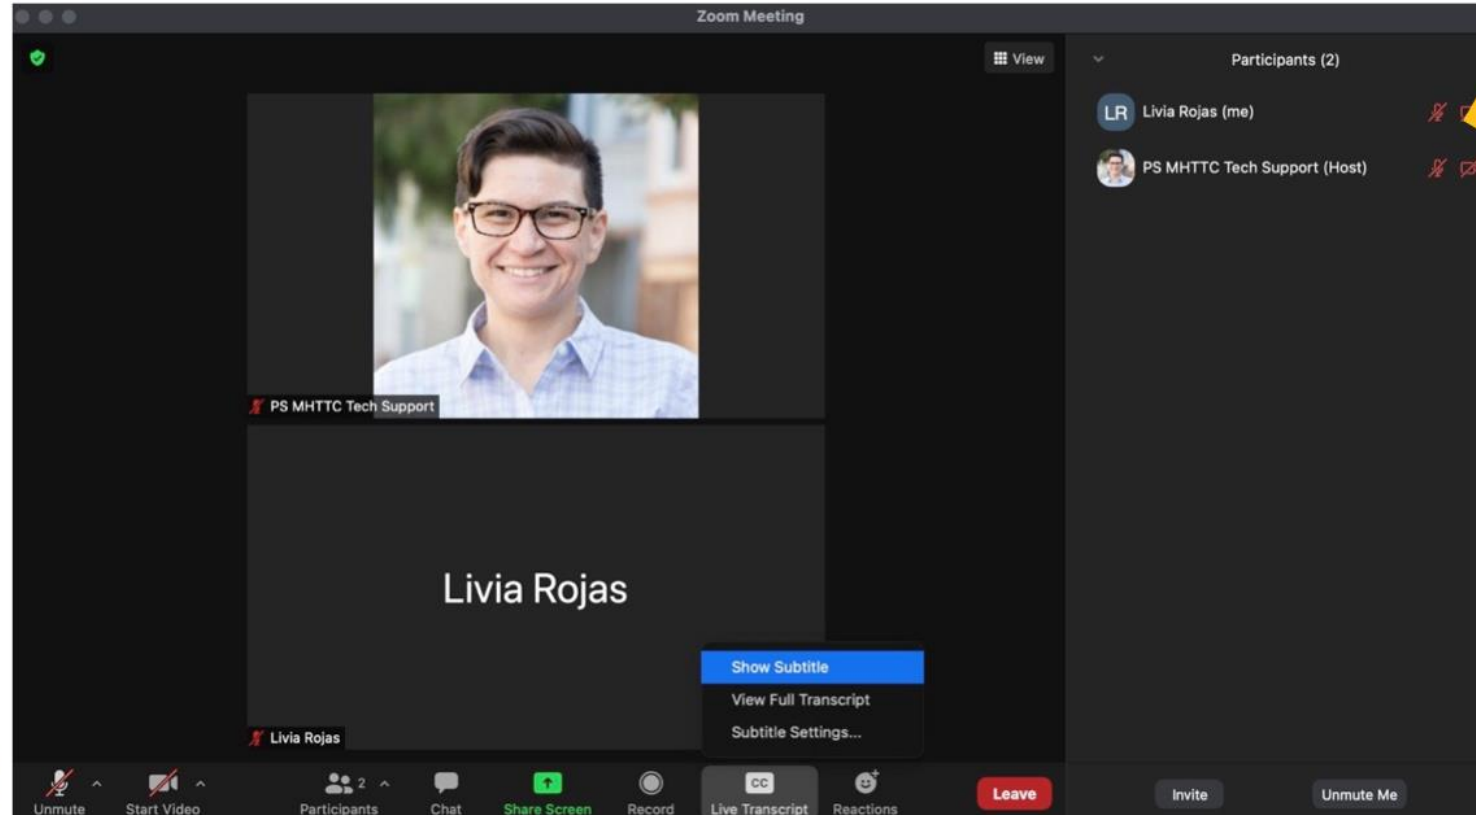 Zoom Meeting
View
Participants (2)
LR Livia Rojas (me)
PS MHTTC Tech Support (Host)
PS MHTTC Tech Support
Livia Rojas
Show Subtitle
View Full Transcript
Subtitle Settings...
Livia Rojas
2
CC
Unmute Start Video Participants Chat Share Screen Record Live Transcript Reactions
Leave
Invite Unmute Me